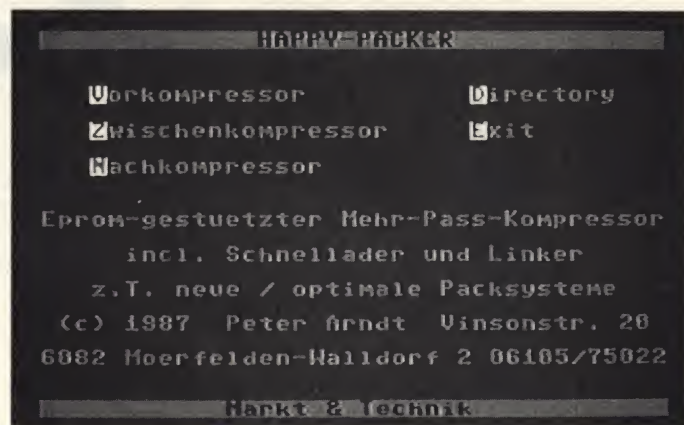 HAPPY-PACKER
Vorkompressor Directory
Zwischenkompressor Exit
Nachkompressor
Eprom-gestuetzter Mehr-Pass-Kompressor
incl. Schnellader und Linker
z.T. neue / optimale Packsysteme
(c) 1987 Peter Arndt Vinsonstr. 20
6082 Moerfelden-Walldorf 2 06105/75022
Markt & Technik